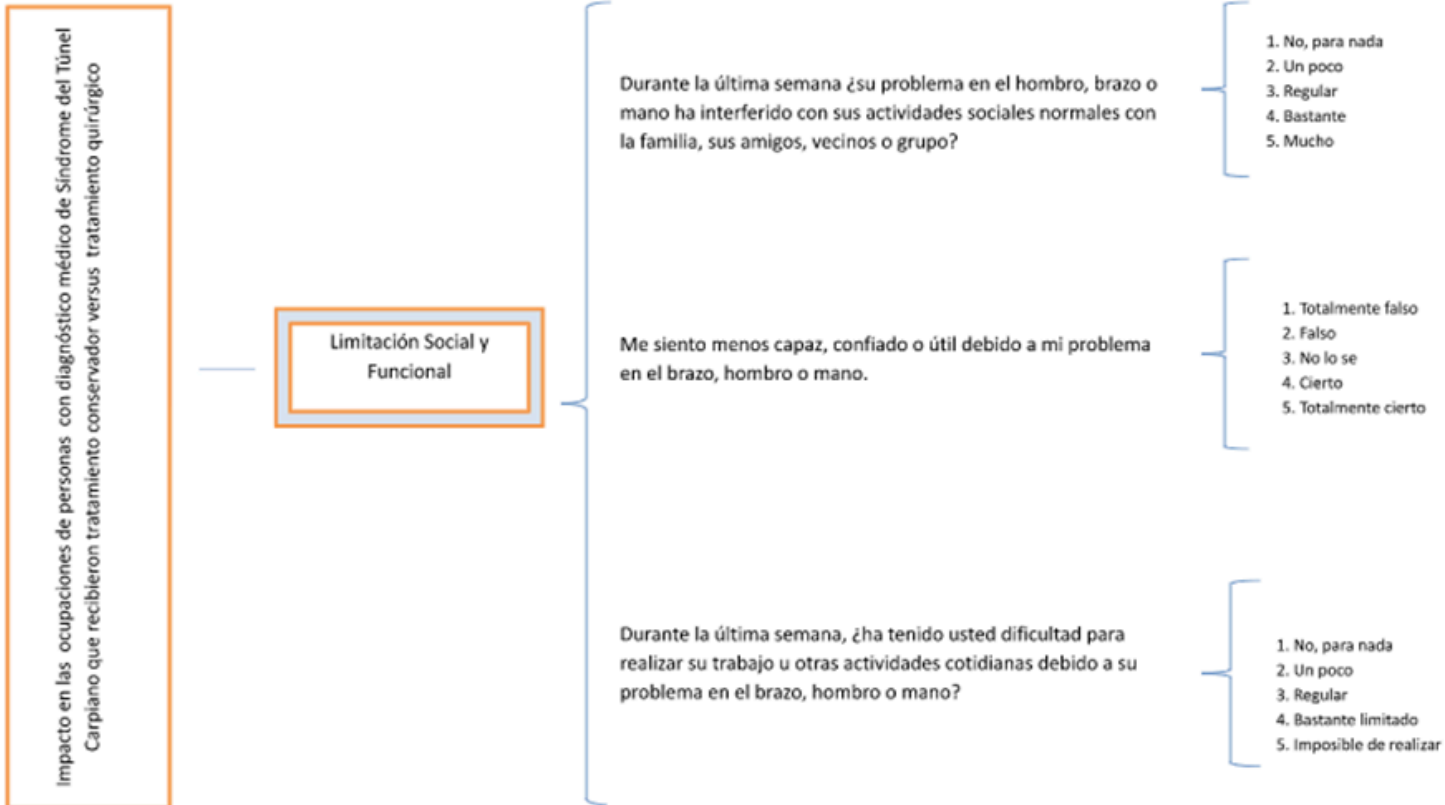 Impacto en las ocupaciones de personas con diagnóstico médico de Síndrome del Túnel
Carpiano que recibieron tratamiento conservador versus tratamiento quirúrgico
Limitación Social y
Funcional
Durante la última semana ¿su problema en el hombro, brazo o
mano ha interferido con sus actividades sociales normales con
la familia, sus amigos, vecinos o grupo?
1. No, para nada
2. Un poco
3. Regular
4. Bastante
5. Mucho
Me siento menos capaz, confiado o útil debido a mi problema
en el brazo, hombro o mano.
1. Totalmente falso
2. Falso
3. No lo se
4. Cierto
5. Totalmente cierto
Durante la última semana, ¿ha tenido usted dificultad para
realizar su trabajo u otras actividades cotidianas debido a su
problema en el brazo, hombro o mano?
1. No, para nada
2. Un poco
3. Regular
4. Bastante limitado
5. Imposible de realizar